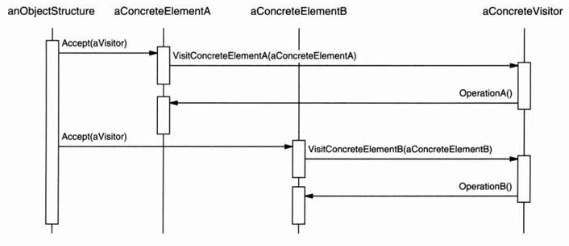 anObjectStructure aConcreteElementA aConcreteElementB aConcreteVisitor
Accept(aVisitor)
VisitConcreteElementA(aConcreteElementA)
OperationA()
Accept(aVisitor)
VisitConcreteElementB(aConcreteElementB)
OperationB()